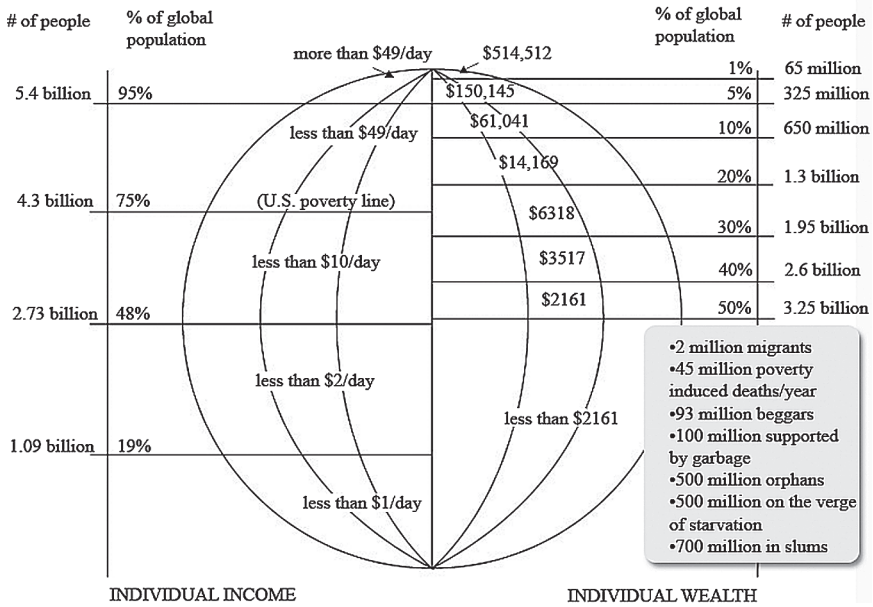 # of people
% of global
population
more than $49/day
$514,512
% of global
population
# of people
1%
65 million
5.4 billion
95%
$150,145
5%
325 million
less than $49/day
$61,041
10%
650 million
$14,169
20%
1.3 billion
4.3 billion
75%
(U.S. poverty line)
$6318
30%
1.95 billion
less than $10/day
$3517
40%
2.6 billion
2.73 billion
48%
$2161
50%
3.25 billion
•2 million migrants
•45 million poverty
induced deaths/year
•93 million beggars
•100 million supported
by garbage
•500 million orphans
•500 million on the verge
of starvation
•700 million in slums
less than $2/day
less than $2161
1.09 billion
19%
less than $1/day
INDIVIDUAL INCOME
INDIVIDUAL WEALTH